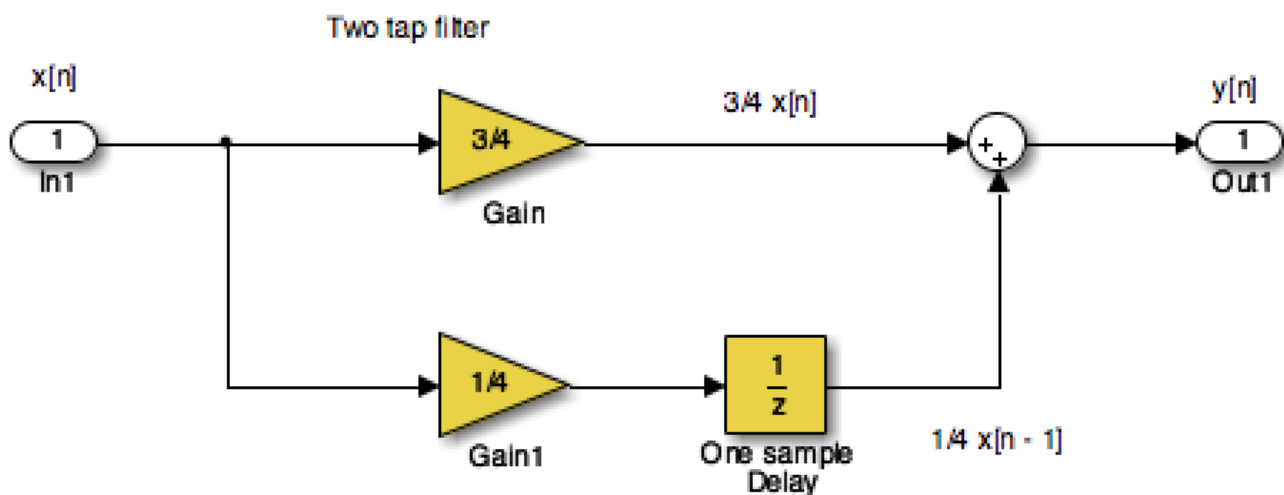 Two tap filter
x[n]
1
In1
3/4
Gain
3/4 x[n]
+
+
y[n]
1
Out1
1/4
Gain1
1
z
One sample
Delay
1/4 x[n - 1]